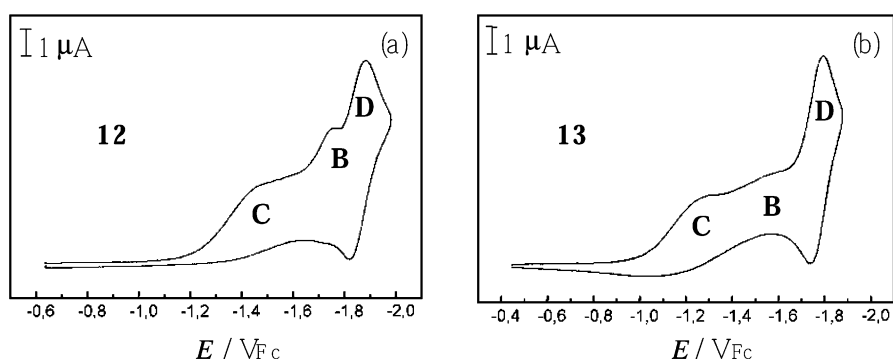 1 µA
(a)
12
C
B
D
-0,6 -0,8 -1,0 -1,2 -1,4 -1,6 -1,8 -2,0
E / VFc
1 µA
(b)
13
C
B
D
-0,4 -0,6 -0,8 -1,0 -1,2 -1,4 -1,6 -1,8 -2,0
E / VFc